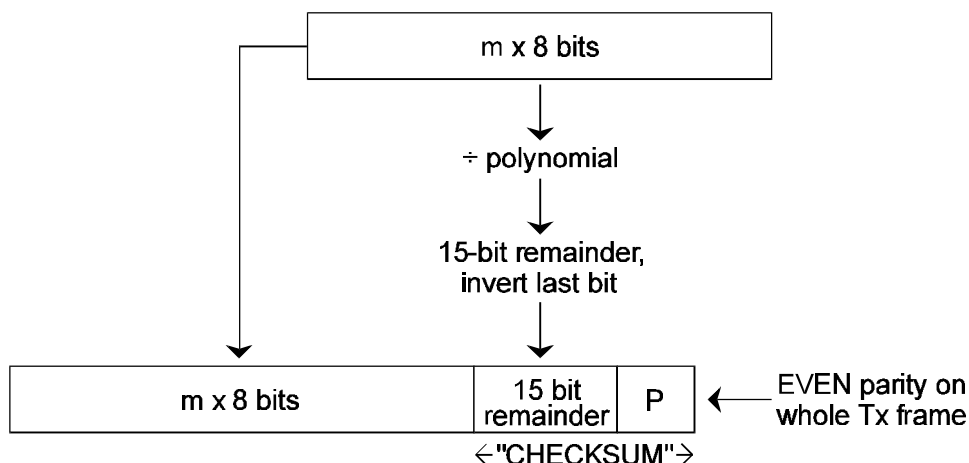 m x 8 bits
÷ polynomial
15-bit remainder,
invert last bit
m x 8 bits
15 bit
remainder
P
EVEN parity on
whole Tx frame
"CHECKSUM"